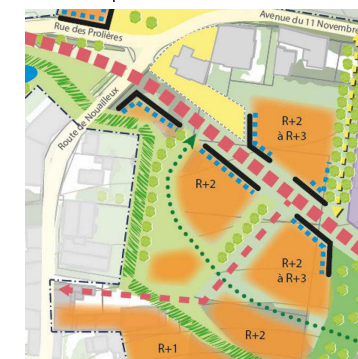 Avenue du 11 Novembre
Rue des Prolières
Route de Nouailleux
R+2
à R+3
R+2
R+2
à R+3
R+2
R+1